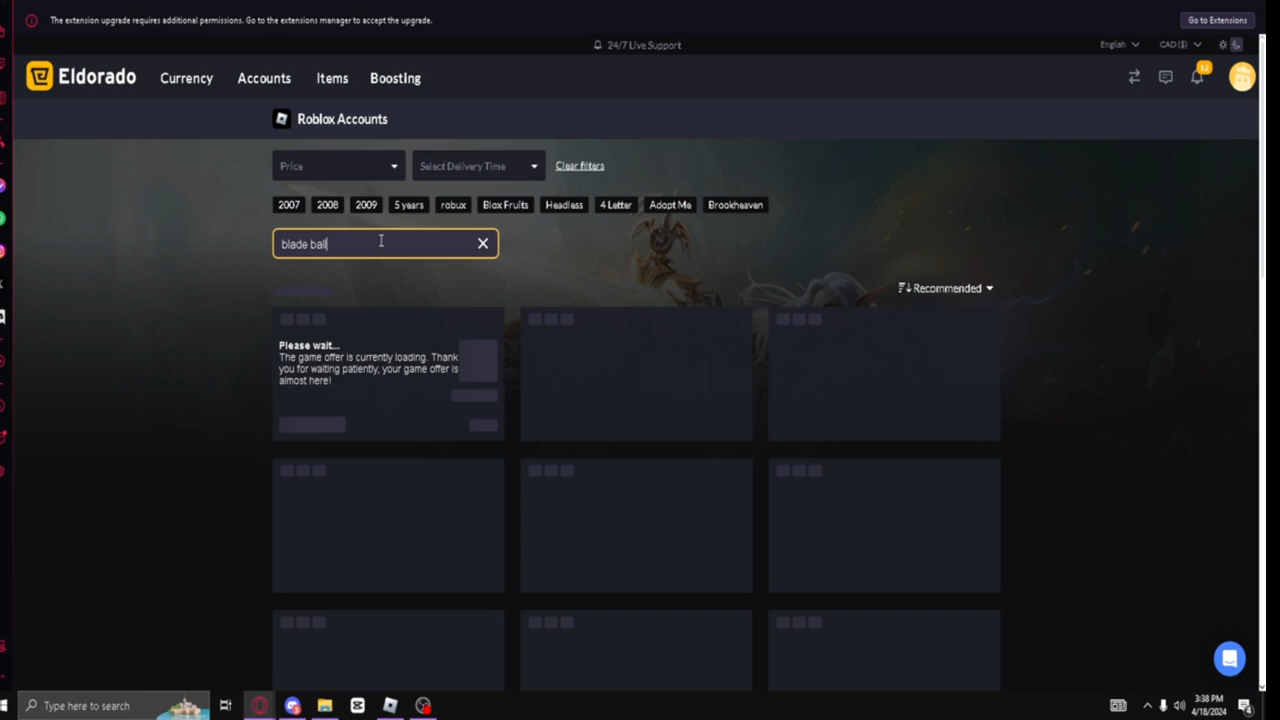 The extension upgrade requires additional permissions. Go to the extensions manager to accept the upgrade.
Go to Extensions
24/7 Live Support
English
CAD ($)
Eldorado
Currency
Accounts
Items
Boosting
12
Roblox Accounts
Price
Select Delivery Time
Clear filters
2007
2008
2009
5 years
robux
Blox Fruits
Headless
4 Letter
Adopt Me
Brookheaven
blade ball
Recommended
Please wait...
The game offer is currently loading. Thank
you for waiting patiently, your game offer is
almost here!
Type here to search
3:38 PM
4/18/2024
4